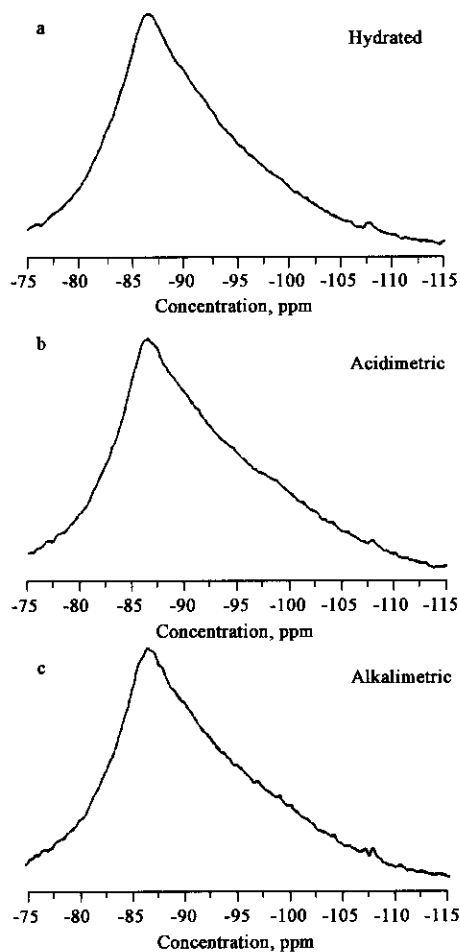 a
Hydrated
-75 -80 -85 -90 -95 -100 -105 -110 -115
Concentration, ppm
b
Acidimetric
-75 -80 -85 -90 -95 -100 -105 -110 -115
Concentration, ppm
c
Alkalimetric
-75 -80 -85 -90 -95 -100 -105 -110 -115
Concentration, ppm